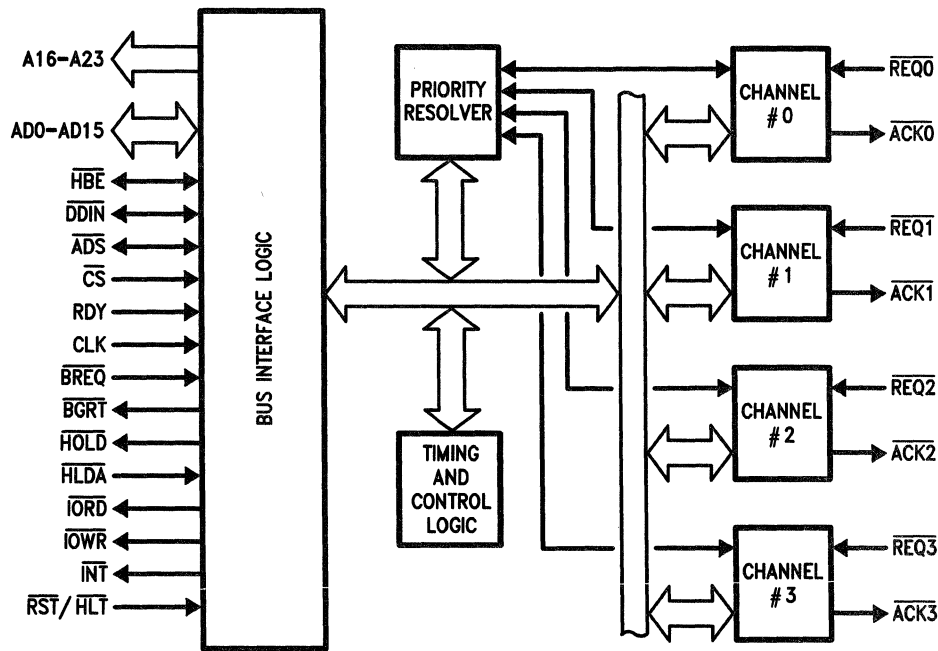 A16-A23
AD0-AD15
HBE
DDIN
ADS
CS
RDY
CLK
BREQ
BGRT
HOLD
HLDA
IORD
IOWR
INT
RST/HLT
BUS INTERFACE LOGIC
PRIORITY
RESOLVER
TIMING
AND
CONTROL
LOGIC
CHANNEL
#0
REQ0
ACK0
CHANNEL
#1
REQ1
ACK1
CHANNEL
#2
REQ2
ACK2
CHANNEL
#3
REQ3
ACK3